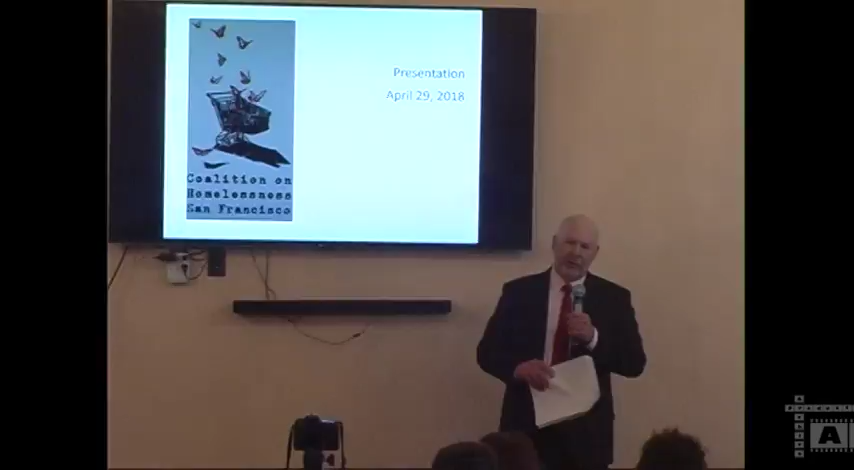 Presentation
April 29, 2018
Coalition on
Homelessness
San Francisco
A